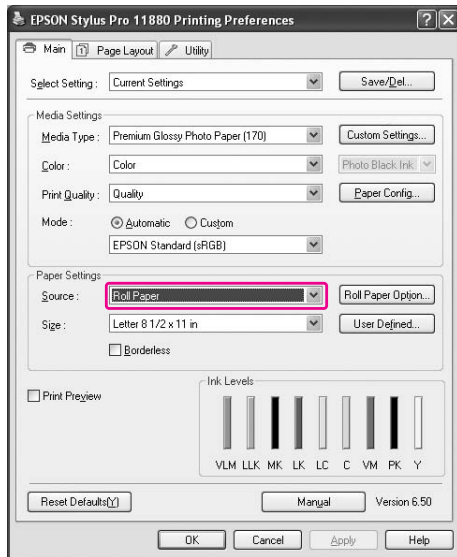 EPSON Stylus Pro 11880 Printing Preferences
Main Page Layout Utility
Select Setting : Current Settings Save/Del...
Media Settings
Media Type : Premium Glossy Photo Paper (170) Custom Settings...
Color : Color Photo Black Ink
Print Quality : Quality Paper Config...
Mode : Automatic Custom
EPSON Standard (sRGB)
Paper Settings
Source : Roll Paper Roll Paper Option...
Size : Letter 8 1/2 x 11 in User Defined...
Borderless
Print Preview
Ink Levels
VLM LLK MK LK LC C VM PK Y
Reset Defaults(Y) Manual Version 6.50
OK Cancel Apply Help